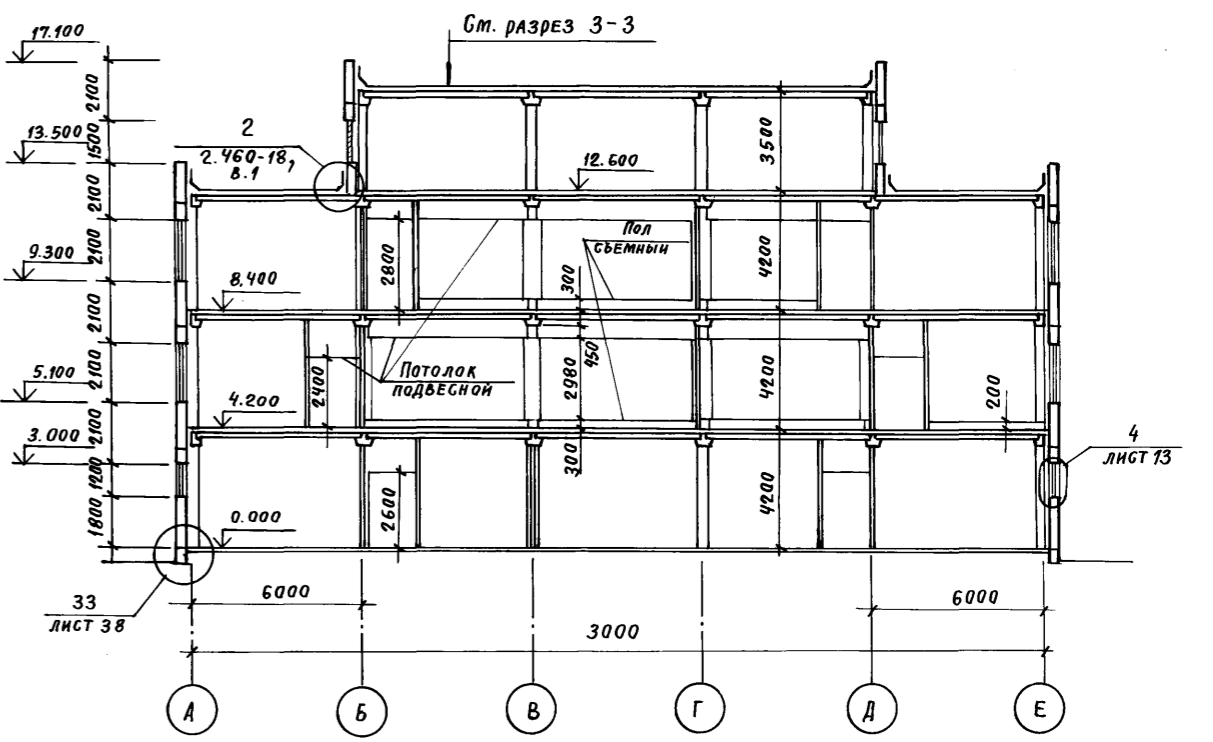 См. разрез 3-3
17.100
2100
13.500
1500
2
2.460-18,
в.1
12.600
3500
2100
9.300
2100
8.400
2800
Пол
съемный
300
4200
2100
5.100
2100
4.200
2400
Потолок
подвесной
2980
450
4200
200
3.000
2100
1200
1800
300
4
лист 13
0.000
2600
4200
33
лист 38
6000
6000
3000
А
Б
В
Г
Д
Е